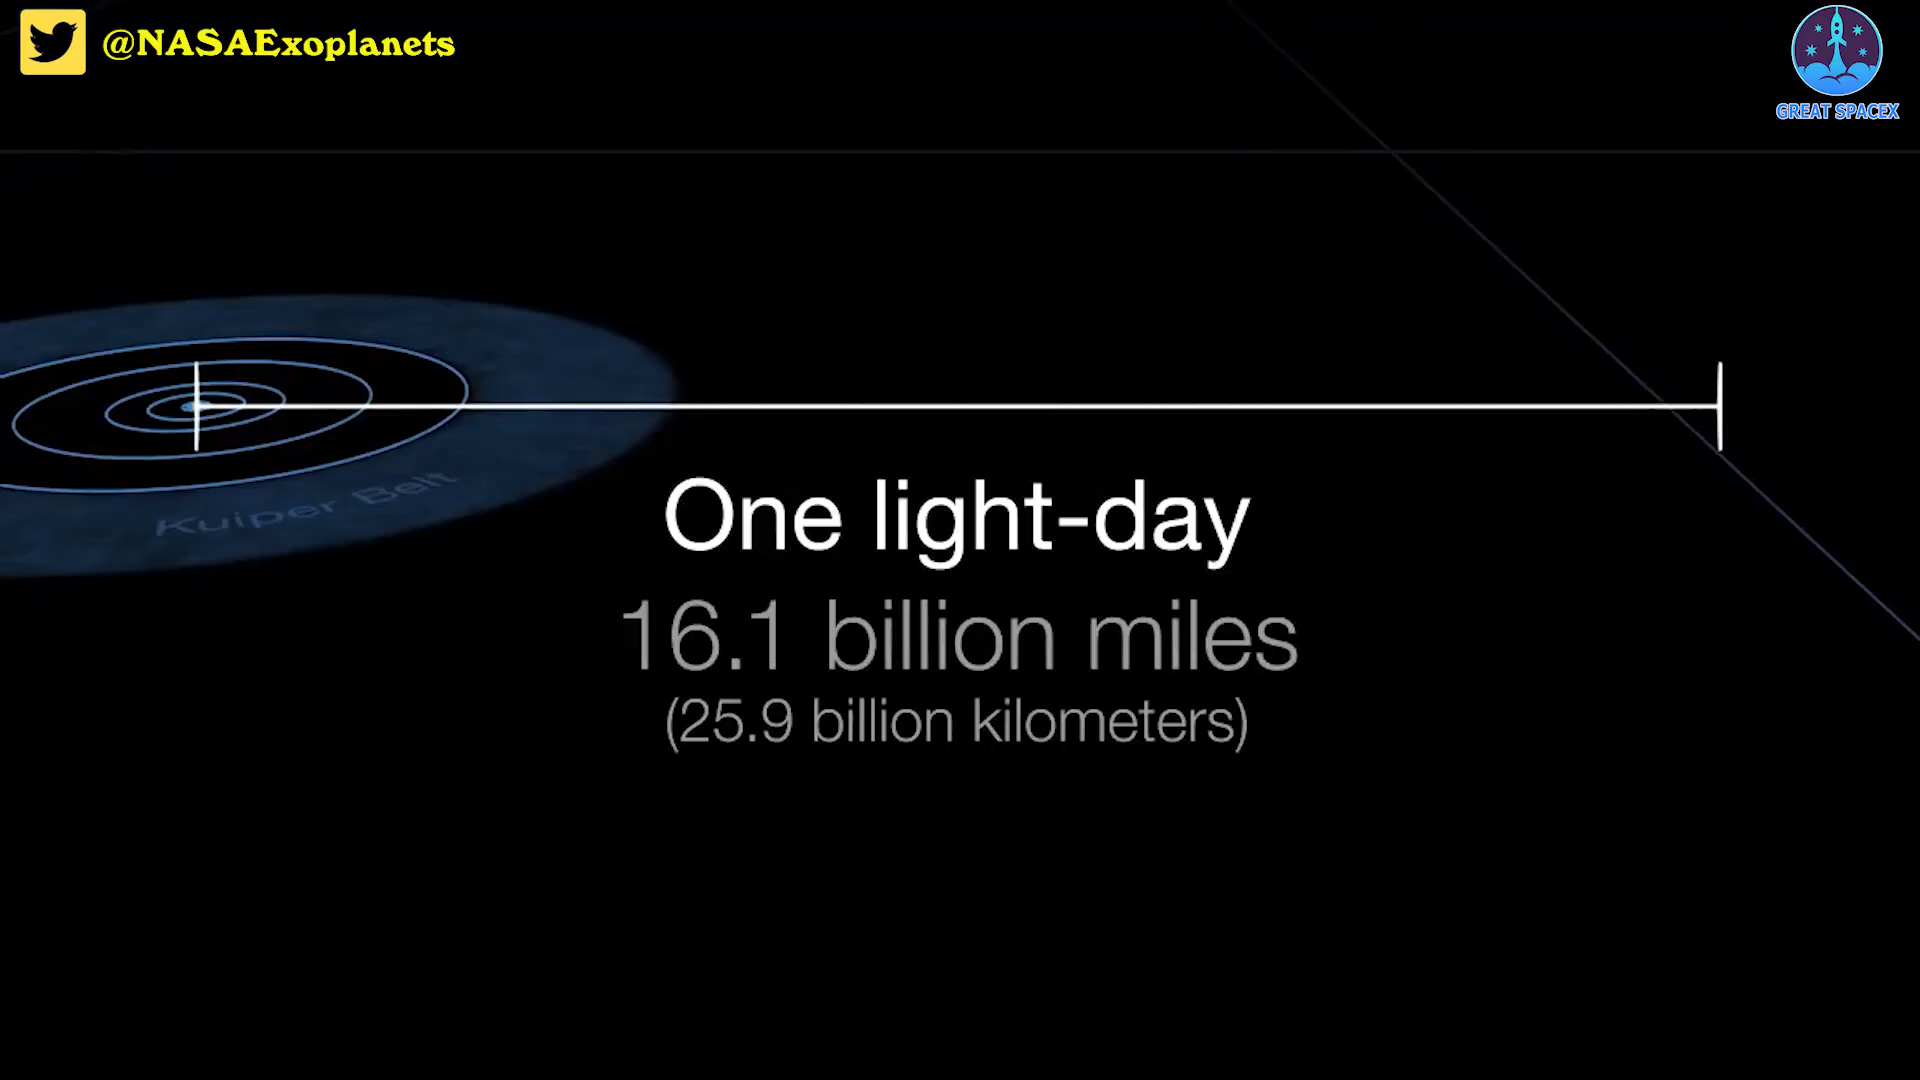 @NASAExoplanets
GREAT SPACEX
Kuiper Belt
One light-day
16.1 billion miles
(25.9 billion kilometers)